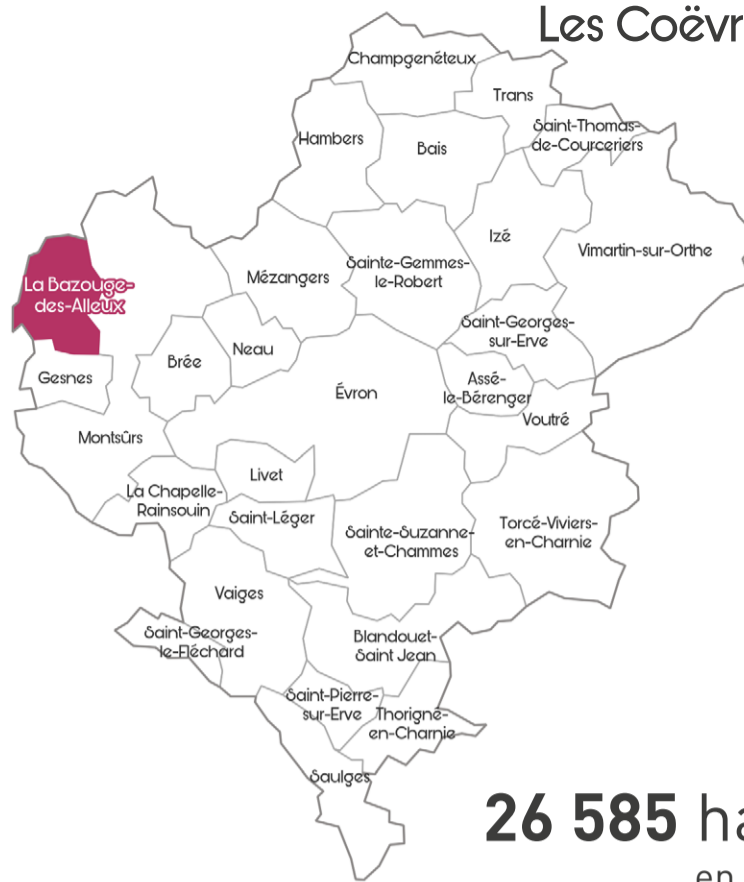 Les Coëvr
Champgenéteux
Trans
Saint-Thomas-
de-Courceriers
Hambers
Bais
Izé
Vimartin-sur-Orthe
La Bazouge-
des-Alleux
Mézangers
Sainte-Gemmes-
le-Robert
Saint-Georges-
sur-Erve
Gesnes
Brée
Neau
Évron
Assé-
le-Bérenger
Voutré
Montsûrs
Livet
La Chapelle-
Rainsouin
Saint-Léger
Sainte-Suzanne-
et-Chammes
Torcé-Viviers-
en-Charnie
Vaiges
Saint-Georges-
le-Fléchard
Blandouet-
Saint Jean
Saint-Pierre-
sur-Erve
Thorigné-
en-Charnie
Saulges
26 585 ha
en